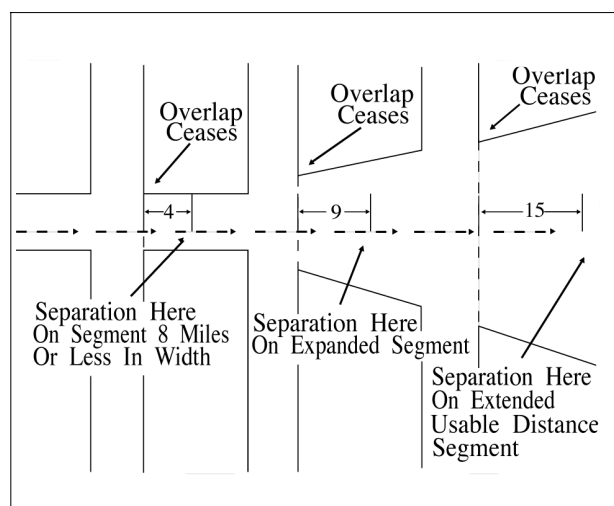 Overlap
Ceases
Overlap
Ceases
Overlap
Ceases
4
9
15
Separation Here
On Segment 8 Miles
Or Less In Width
Separation Here
On Expanded Segment
Separation Here
On Extended
Usable Distance
Segment